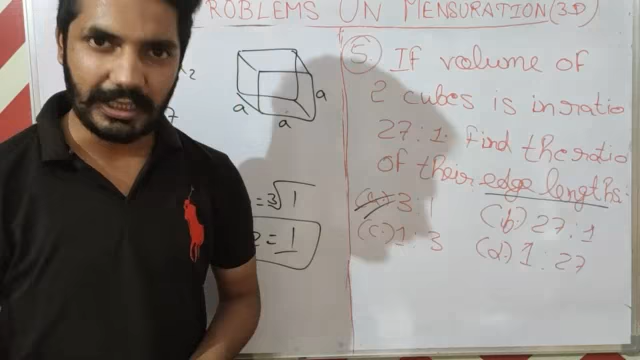 PROBLEMS ON MENSURATION (3D)
a
a
a
= ∛1
2 = 1
(5) If volume of
2 cubes is in ratio
27:1. Find the ratio
of their edge lengths:
(a.) 3:1
(b) 27:1
(c.) 1:3
(d.) 1:27